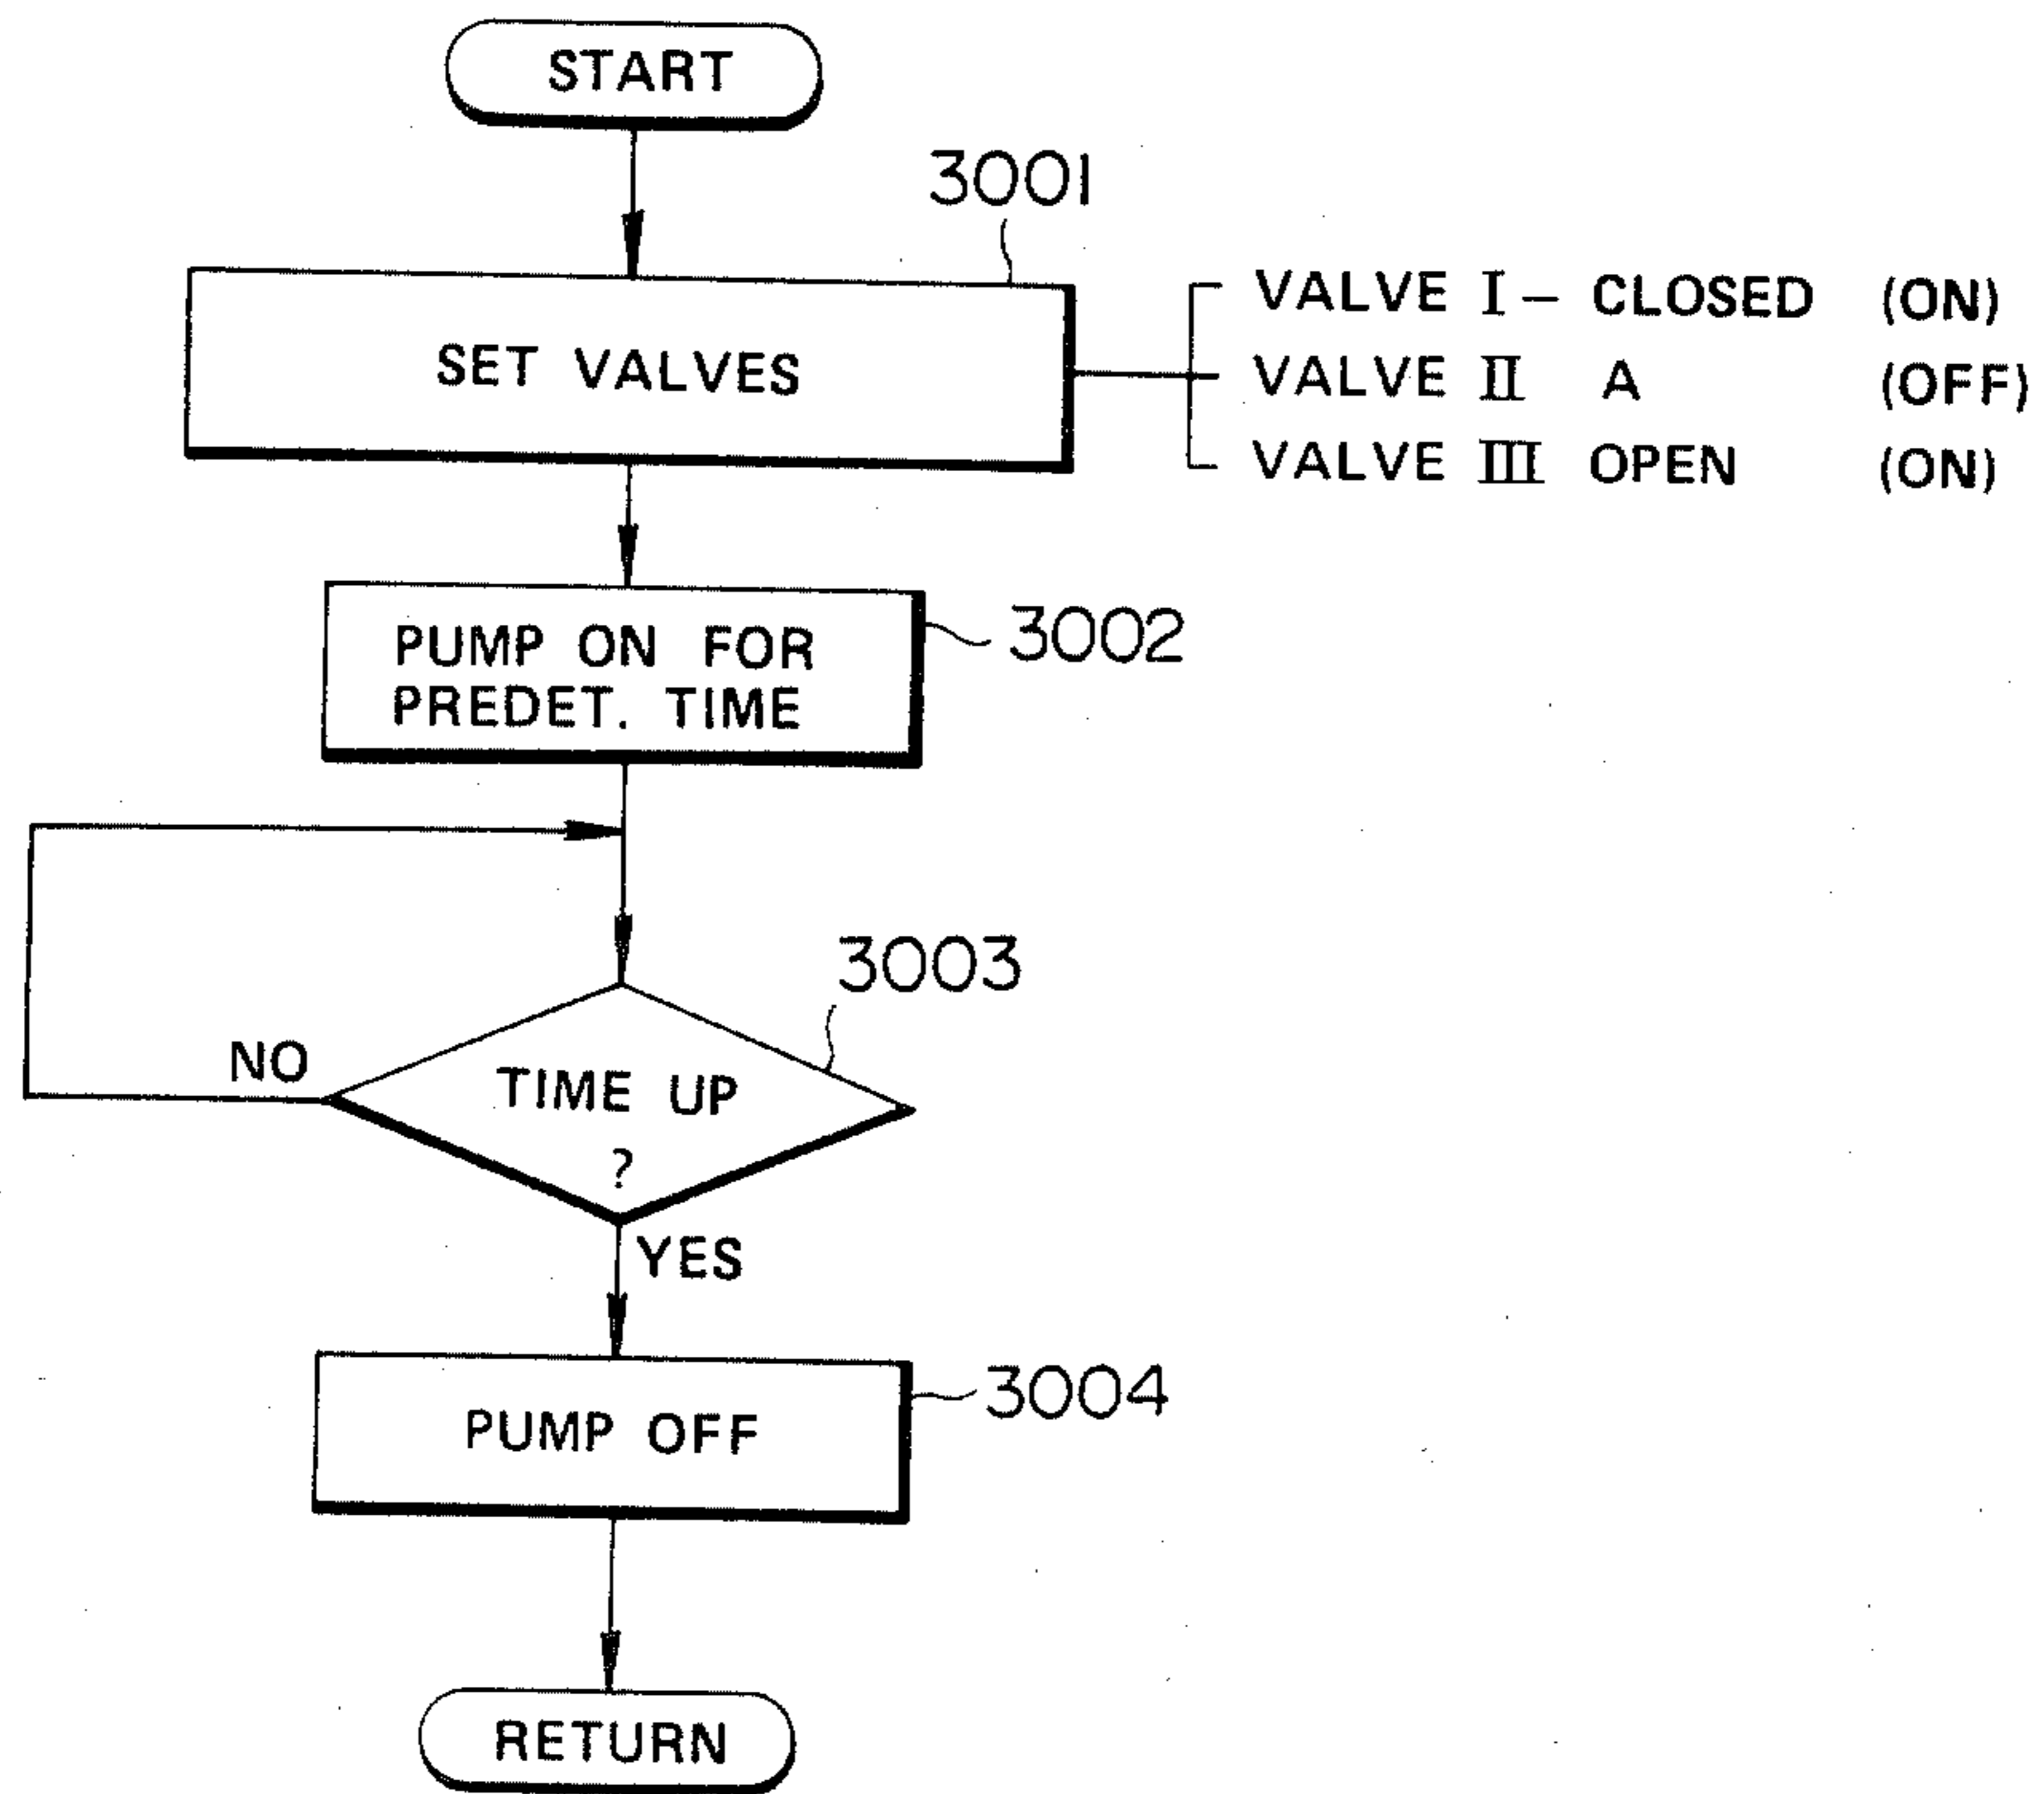 START
3001
SET VALVES
VALVE I — CLOSED (ON)
VALVE II A (OFF)
VALVE III OPEN (ON)
PUMP ON FOR
PREDET. TIME
3002
3003
NO
TIME UP
?
YES
PUMP OFF
3004
RETURN